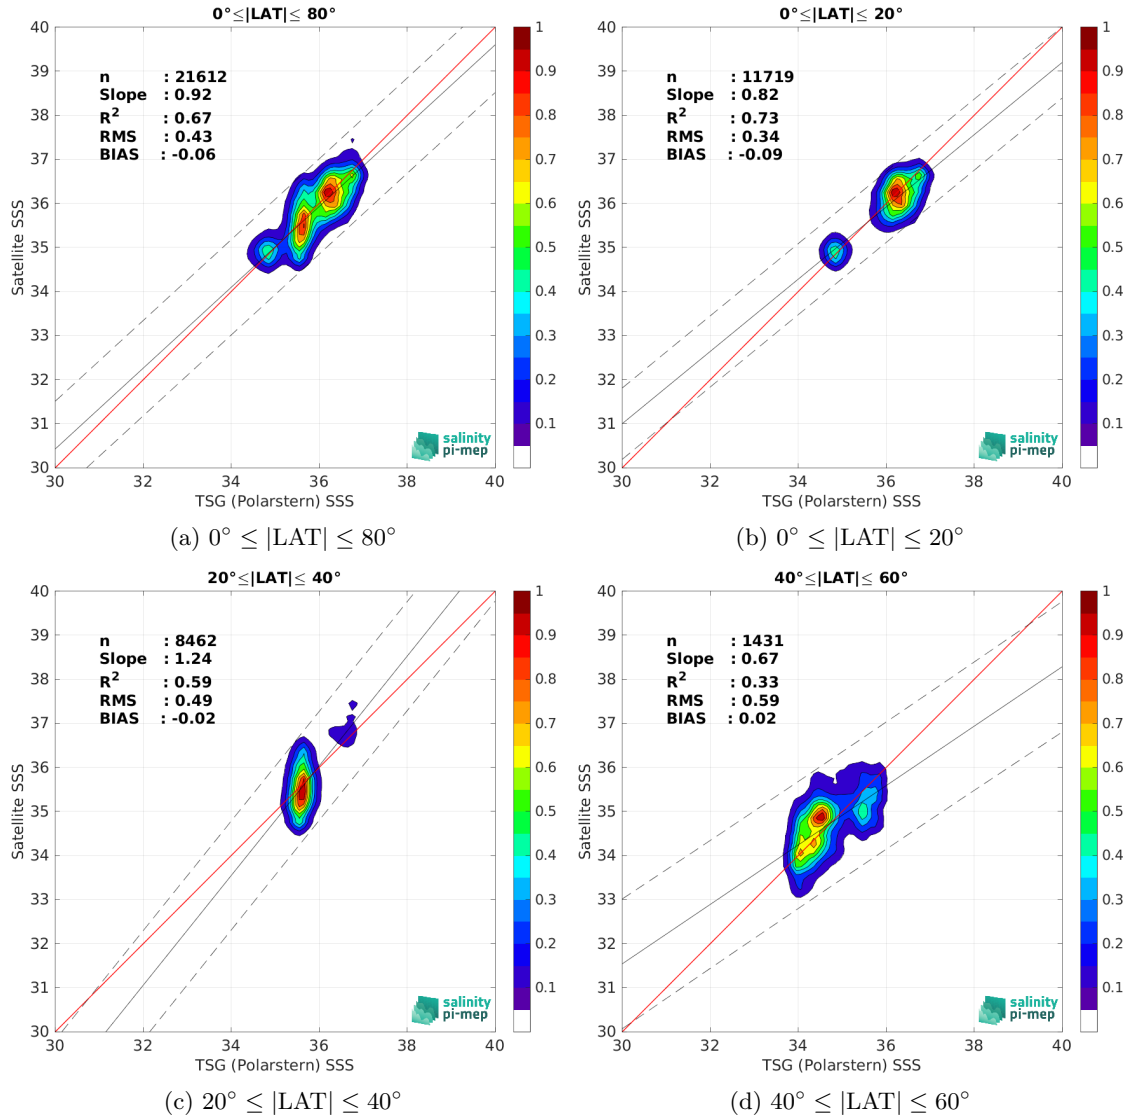 0°≤|LAT|≤ 80°
n : 21612
Slope : 0.92
R² : 0.67
RMS : 0.43
BIAS : -0.06
40
39
38
37
36
35
34
33
32
31
30
30 32 34 36 38 40
Satellite SSS
TSG (Polarstern) SSS
salinity
pi-mep
1
0.9
0.8
0.7
0.6
0.5
0.4
0.3
0.2
0.1
(a) 0° ≤ |LAT| ≤ 80°
0°≤|LAT|≤ 20°
n : 11719
Slope : 0.82
R² : 0.73
RMS : 0.34
BIAS : -0.09
40
39
38
37
36
35
34
33
32
31
30
30 32 34 36 38 40
Satellite SSS
TSG (Polarstern) SSS
salinity
pi-mep
1
0.9
0.8
0.7
0.6
0.5
0.4
0.3
0.2
0.1
(b) 0° ≤ |LAT| ≤ 20°
20°≤|LAT|≤ 40°
n : 8462
Slope : 1.24
R² : 0.59
RMS : 0.49
BIAS : -0.02
40
39
38
37
36
35
34
33
32
31
30
30 32 34 36 38 40
Satellite SSS
TSG (Polarstern) SSS
salinity
pi-mep
1
0.9
0.8
0.7
0.6
0.5
0.4
0.3
0.2
0.1
(c) 20° ≤ |LAT| ≤ 40°
40°≤|LAT|≤ 60°
n : 1431
Slope : 0.67
R² : 0.33
RMS : 0.59
BIAS : 0.02
40
39
38
37
36
35
34
33
32
31
30
30 32 34 36 38 40
Satellite SSS
TSG (Polarstern) SSS
salinity
pi-mep
1
0.9
0.8
0.7
0.6
0.5
0.4
0.3
0.2
0.1
(d) 40° ≤ |LAT| ≤ 60°